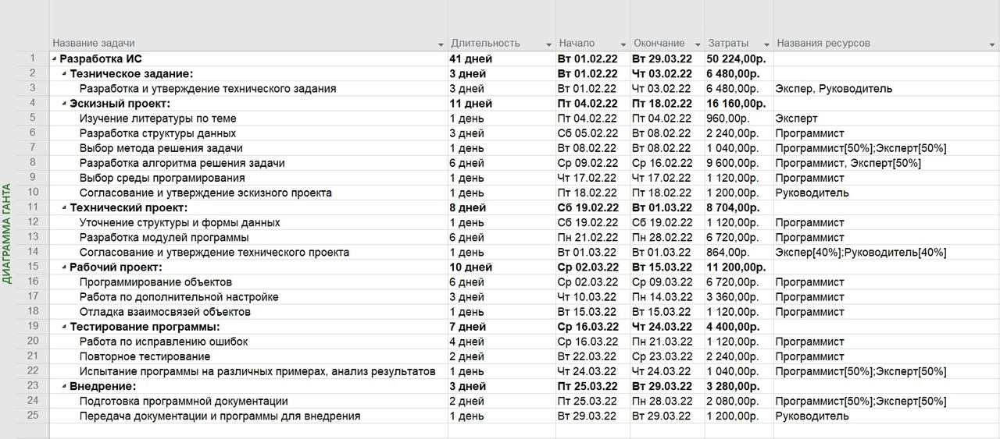 Название задачи Длительность Начало Окончание Затраты Названия ресурсов
1 Разработка ИС 41 дней Вт 01.02.22 Вт 29.03.22 50 224,00р.
2 Тезническое задание: 3 дней Вт 01.02.22 Чт 03.02.22 6 480,00р.
3 Разработка и утверждение технического задания 3 дней Вт 01.02.22 Чт 03.02.22 6 480,00р. Экспер, Руководитель
4 Эскизный проект: 11 дней Пт 04.02.22 Пт 18.02.22 16 160,00р.
5 Изучение литературы по теме 1 день Пт 04.02.22 Пт 04.02.22 960,00р. Эксперт
6 Разработка структуры данных 3 дней Сб 05.02.22 Вт 08.02.22 2 240,00р. Программист
7 Выбор метода решения задачи 1 день Вт 08.02.22 Вт 08.02.22 1 040,00р. Программист[50%];Эксперт[50%]
8 Разработка алгоритма решения задачи 6 дней Ср 09.02.22 Ср 16.02.22 9 600,00р. Программист, Эксперт[50%]
9 Выбор среды програмирования 1 день Чт 17.02.22 Чт 17.02.22 1 120,00р. Программист
10 Согласование и утверждение эскизного проекта 1 день Пт 18.02.22 Пт 18.02.22 1 200,00р. Руководитель
11 Технический проект: 8 дней Сб 19.02.22 Вт 01.03.22 8 704,00р.
12 Уточнение структуры и формы данных 1 день Сб 19.02.22 Сб 19.02.22 1 120,00р. Программист
13 Разработка модулей программы 6 дней Пн 21.02.22 Пн 28.02.22 6 720,00р. Программист
14 Согласование и утверждение технического проекта 1 день Вт 01.03.22 Вт 01.03.22 864,00р. Экспер[40%];Руководитель[40%]
15 Рабочий проект: 10 дней Ср 02.03.22 Вт 15.03.22 11 200,00р.
16 Программирование объектов 6 дней Ср 02.03.22 Ср 09.03.22 6 720,00р. Программист
17 Работа по дополнительной настройке 3 дней Чт 10.03.22 Пн 14.03.22 3 360,00р. Программист
18 Отладка взаимосвязей объектов 1 день Вт 15.03.22 Вт 15.03.22 1 120,00р. Программист
19 Тестирование программы: 7 дней Ср 16.03.22 Чт 24.03.22 4 400,00р.
20 Работа по исправлению ошибок 4 дней Ср 16.03.22 Пн 21.03.22 1 120,00р. Программист
21 Повторное тестирование 2 дней Вт 22.03.22 Ср 23.03.22 2 240,00р. Программист
22 Испытание программы на различных примерах, анализ результатов 1 день Чт 24.03.22 Чт 24.03.22 1 040,00р. Программист[50%];Эксперт[50%]
23 Внедрение: 3 дней Пт 25.03.22 Вт 29.03.22 3 280,00р.
24 Подготовка программной документации 2 дней Пт 25.03.22 Пн 28.03.22 2 080,00р. Программист[50%];Эксперт[50%]
25 Передача документации и программы для внедрения 1 день Вт 29.03.22 Вт 29.03.22 1 200,00р. Руководитель
ДИАГРАММА ГАНТА